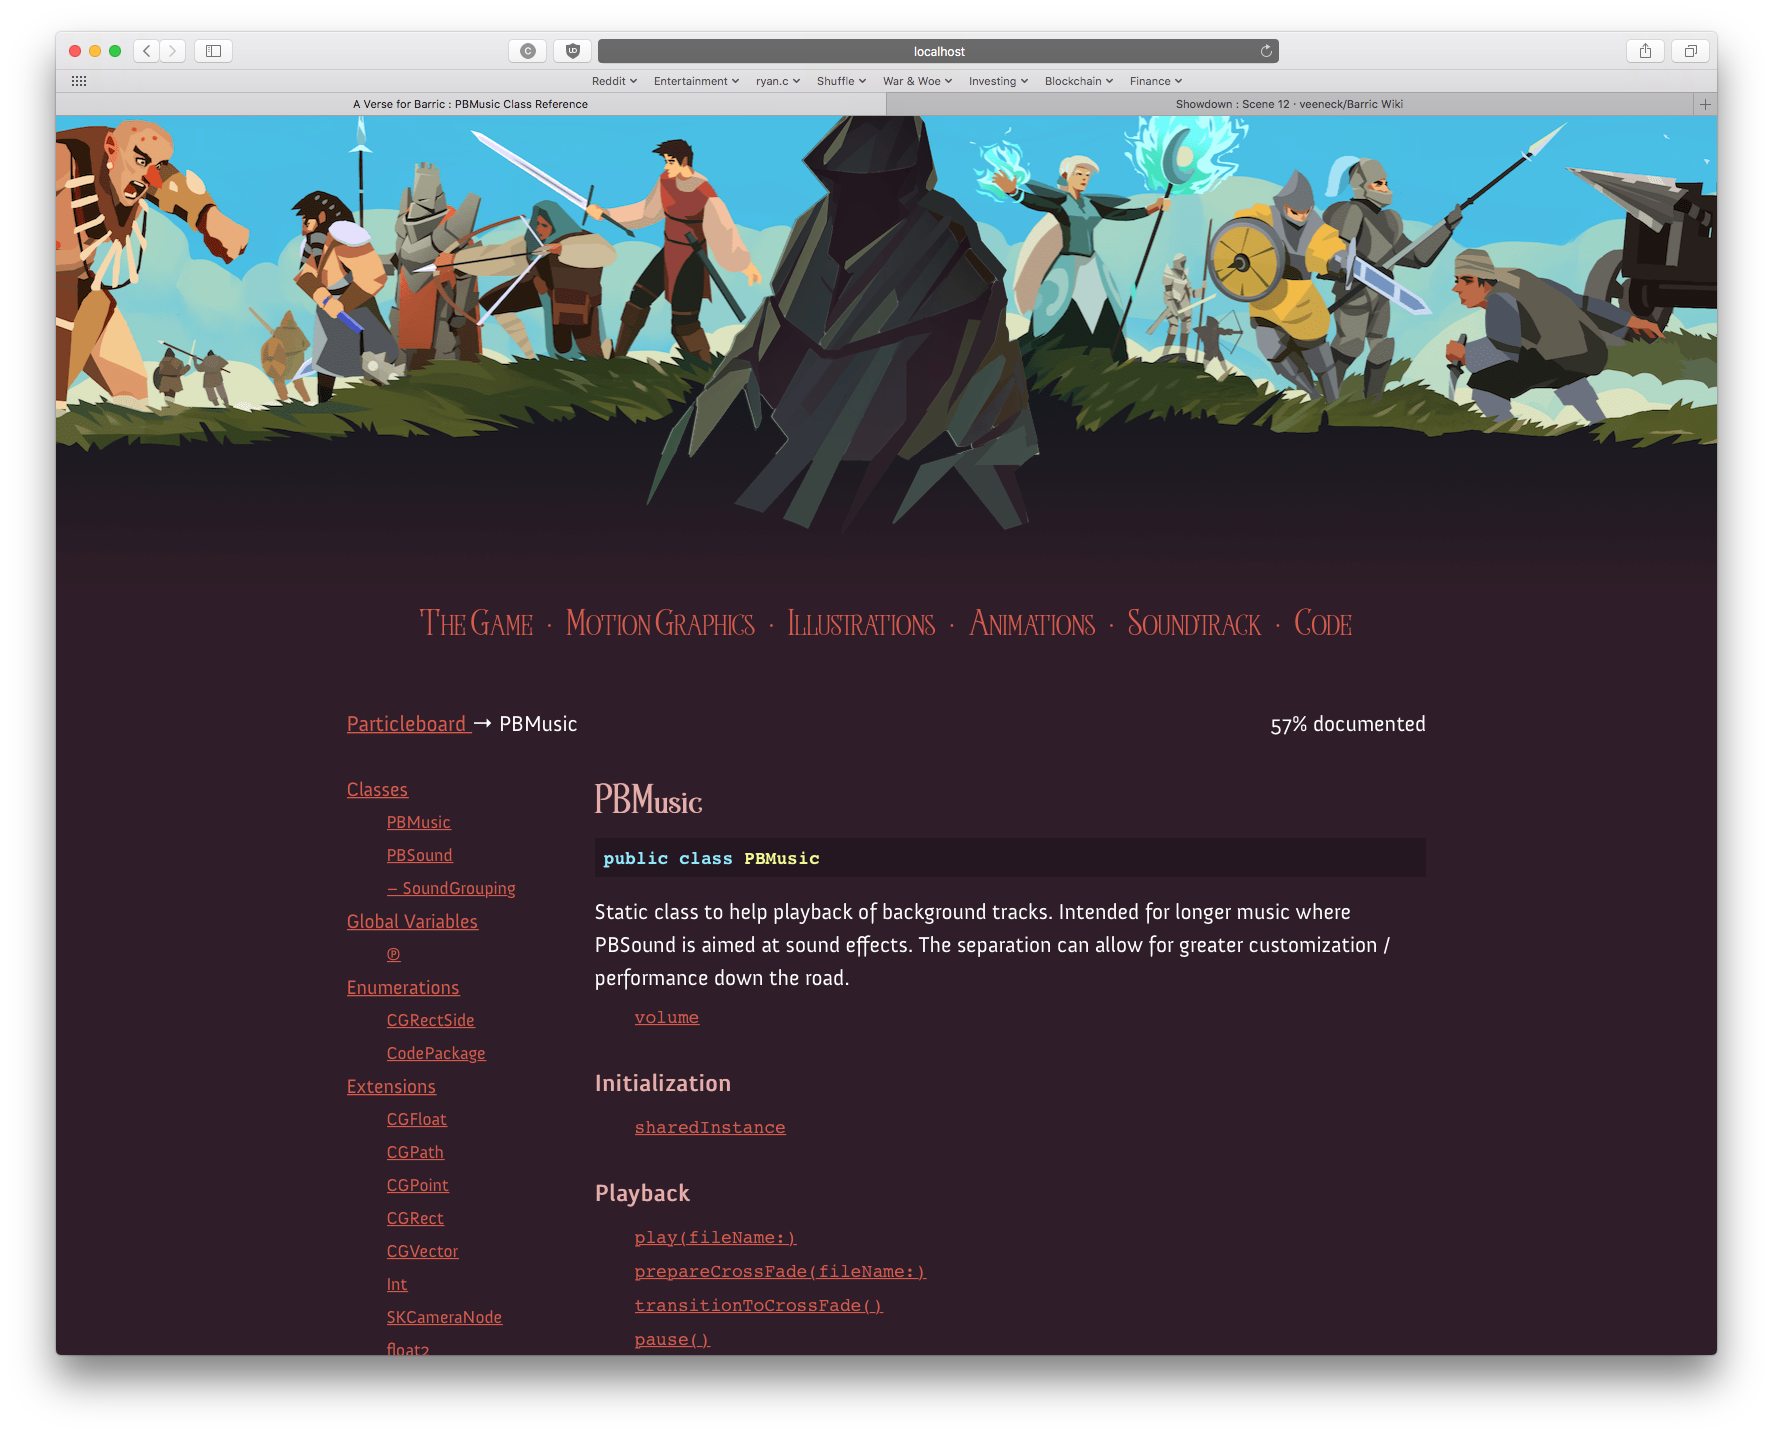 localhost
Reddit Entertainment ryan.c Shuffle War & Woe Investing Blockchain Finance
A Verse for Barric : PBMusic Class Reference
Showdown : Scene 12 · veeneck/Barric Wiki
The Game · Motion Graphics · Illustrations · Animations · Soundtrack · Code
Particleboard → PBMusic
57% documented
Classes
PBMusic
PBSound
– SoundGrouping
Global Variables
℗
Enumerations
CGRectSide
CodePackage
Extensions
CGFloat
CGPath
CGPoint
CGRect
CGVector
Int
SKCameraNode
float2
PBMusic
public class PBMusic
Static class to help playback of background tracks. Intended for longer music where
PBSound is aimed at sound effects. The separation can allow for greater customization /
performance down the road.
volume
Initialization
sharedInstance
Playback
play(fileName:)
prepareCrossFade(fileName:)
transitionToCrossFade()
pause()